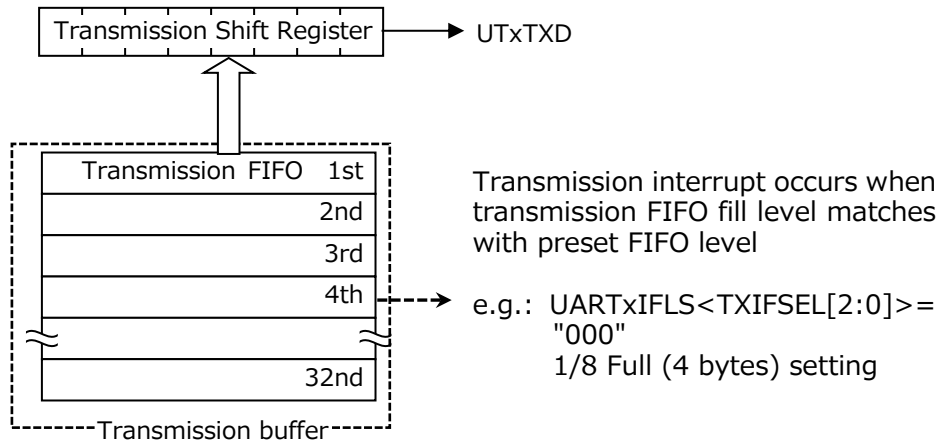 Transmission Shift Register
UTxTXD
Transmission FIFO 1st
2nd
3rd
4th
32nd
Transmission buffer
Transmission interrupt occurs when
transmission FIFO fill level matches
with preset FIFO level
e.g.: UARTxIFLS<TXIFSEL[2:0]>=
"000"
1/8 Full (4 bytes) setting